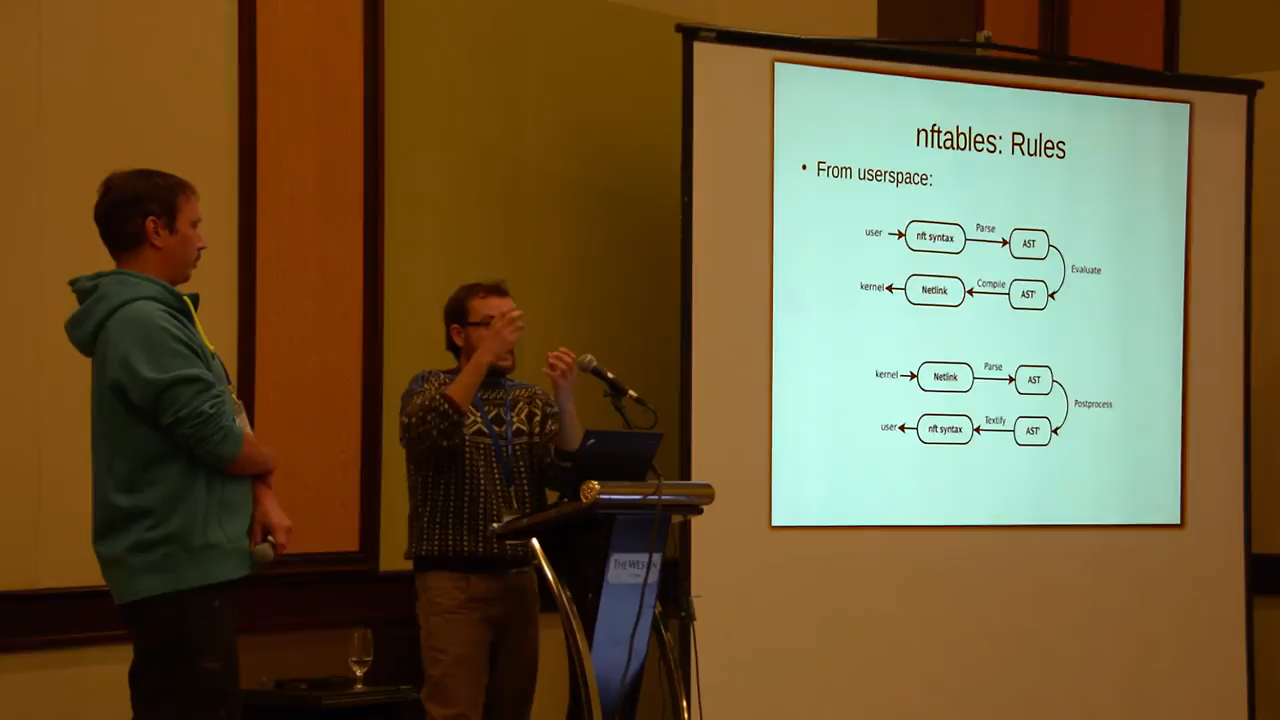 nftables: Rules
• From userspace:
user
nft syntax
Parse
AST
Evaluate
kernel
Netlink
Compile
AST'
kernel
Netlink
Parse
AST
Postprocess
user
nft syntax
Textify
AST'
THE WESTIN